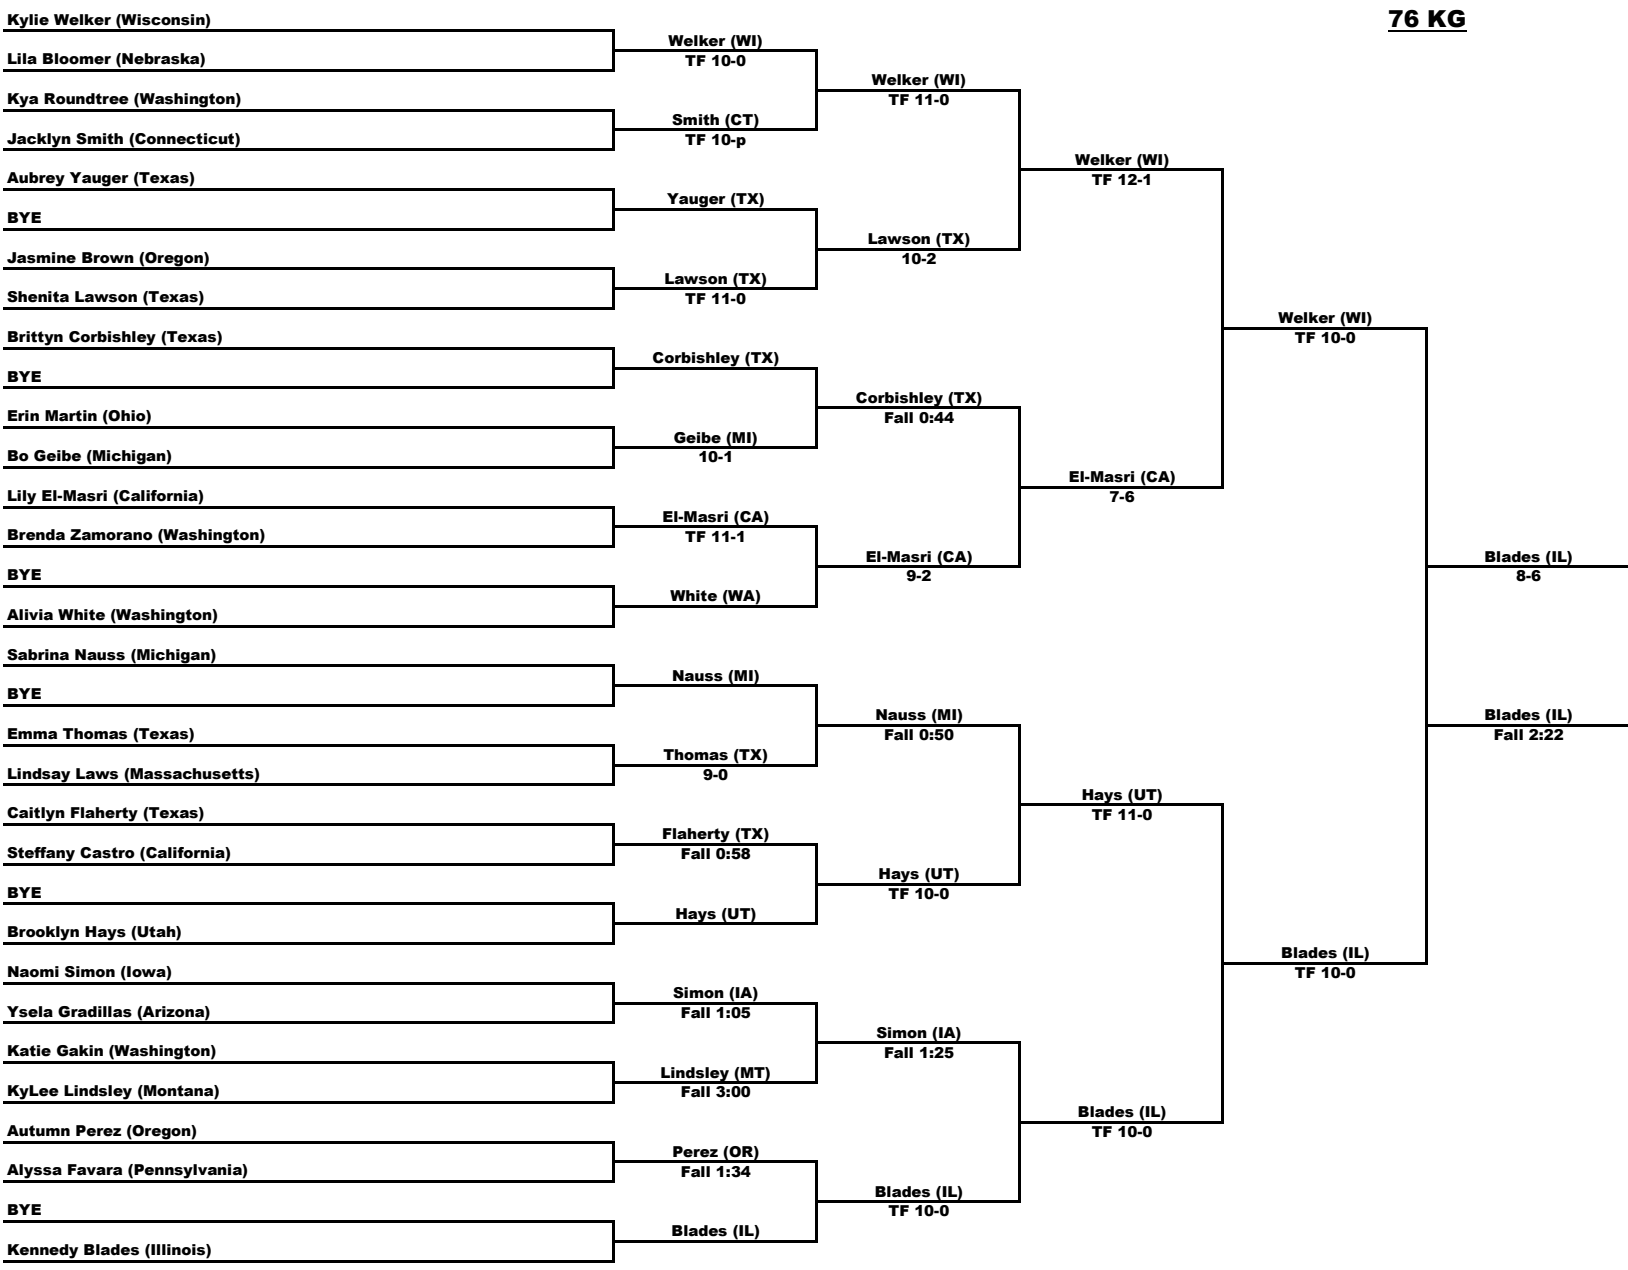 76 KG
Kylie Welker (Wisconsin)
Lila Bloomer (Nebraska)
Kya Roundtree (Washington)
Jacklyn Smith (Connecticut)
Aubrey Yauger (Texas)
BYE
Jasmine Brown (Oregon)
Shenita Lawson (Texas)
Brittyn Corbishley (Texas)
BYE
Erin Martin (Ohio)
Bo Geibe (Michigan)
Lily El-Masri (California)
Brenda Zamorano (Washington)
BYE
Alivia White (Washington)
Sabrina Nauss (Michigan)
BYE
Emma Thomas (Texas)
Lindsay Laws (Massachusetts)
Caitlyn Flaherty (Texas)
Steffany Castro (California)
BYE
Brooklyn Hays (Utah)
Naomi Simon (Iowa)
Ysela Gradillas (Arizona)
Katie Gakin (Washington)
KyLee Lindsley (Montana)
Autumn Perez (Oregon)
Alyssa Favara (Pennsylvania)
BYE
Kennedy Blades (Illinois)
Welker (WI)
TF 10-0
Smith (CT)
TF 10-p
Yauger (TX)
Lawson (TX)
TF 11-0
Corbishley (TX)
Geibe (MI)
10-1
El-Masri (CA)
TF 11-1
White (WA)
Nauss (MI)
Thomas (TX)
9-0
Flaherty (TX)
Fall 0:58
Hays (UT)
Simon (IA)
Fall 1:05
Lindsley (MT)
Fall 3:00
Perez (OR)
Fall 1:34
Blades (IL)
Welker (WI)
TF 11-0
Lawson (TX)
10-2
Corbishley (TX)
Fall 0:44
El-Masri (CA)
9-2
Nauss (MI)
Fall 0:50
Hays (UT)
TF 10-0
Simon (IA)
Fall 1:25
Blades (IL)
TF 10-0
Welker (WI)
TF 12-1
El-Masri (CA)
7-6
Hays (UT)
TF 11-0
Blades (IL)
TF 10-0
Welker (WI)
TF 10-0
Blades (IL)
TF 10-0
Blades (IL)
8-6
Blades (IL)
Fall 2:22